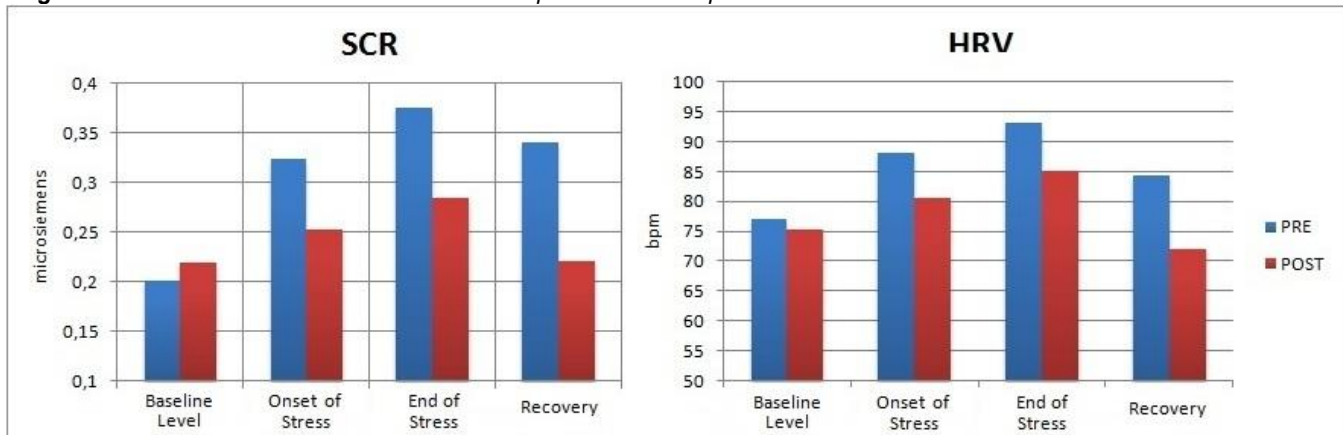 SCR
0,4
0,35
0,3
0,25
0,2
0,15
0,1
microsiemens
Baseline
Level
Onset of
Stress
End of
Stress
Recovery
HRV
100
95
90
85
80
75
70
65
60
55
50
bpm
Baseline
Level
Onset of
Stress
End of
Stress
Recovery
PRE
POST